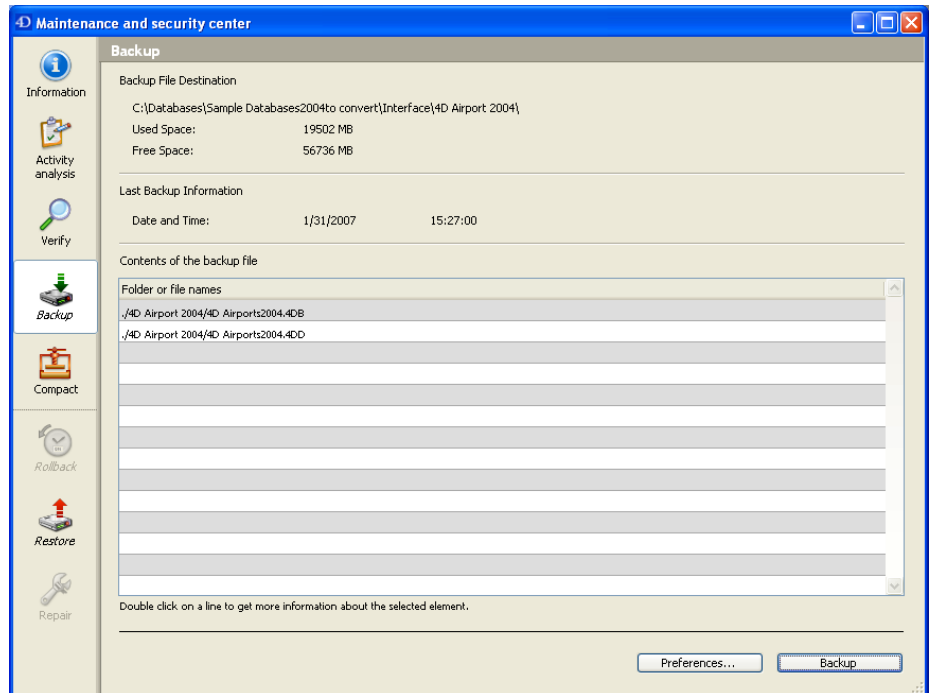 4D Maintenance and security center
Information
Activity
analysis
Verify
Backup
Compact
Rollback
Restore
Repair
Backup
Backup File Destination
C:\Databases\Sample Databases2004to convert\Interface\4D Airport 2004\
Used Space: 19502 MB
Free Space: 56736 MB
Last Backup Information
Date and Time: 1/31/2007 15:27:00
Contents of the backup file
Folder or file names
./4D Airport 2004/4D Airports2004.4DB
./4D Airport 2004/4D Airports2004.4DD
Double click on a line to get more information about the selected element.
Preferences... Backup